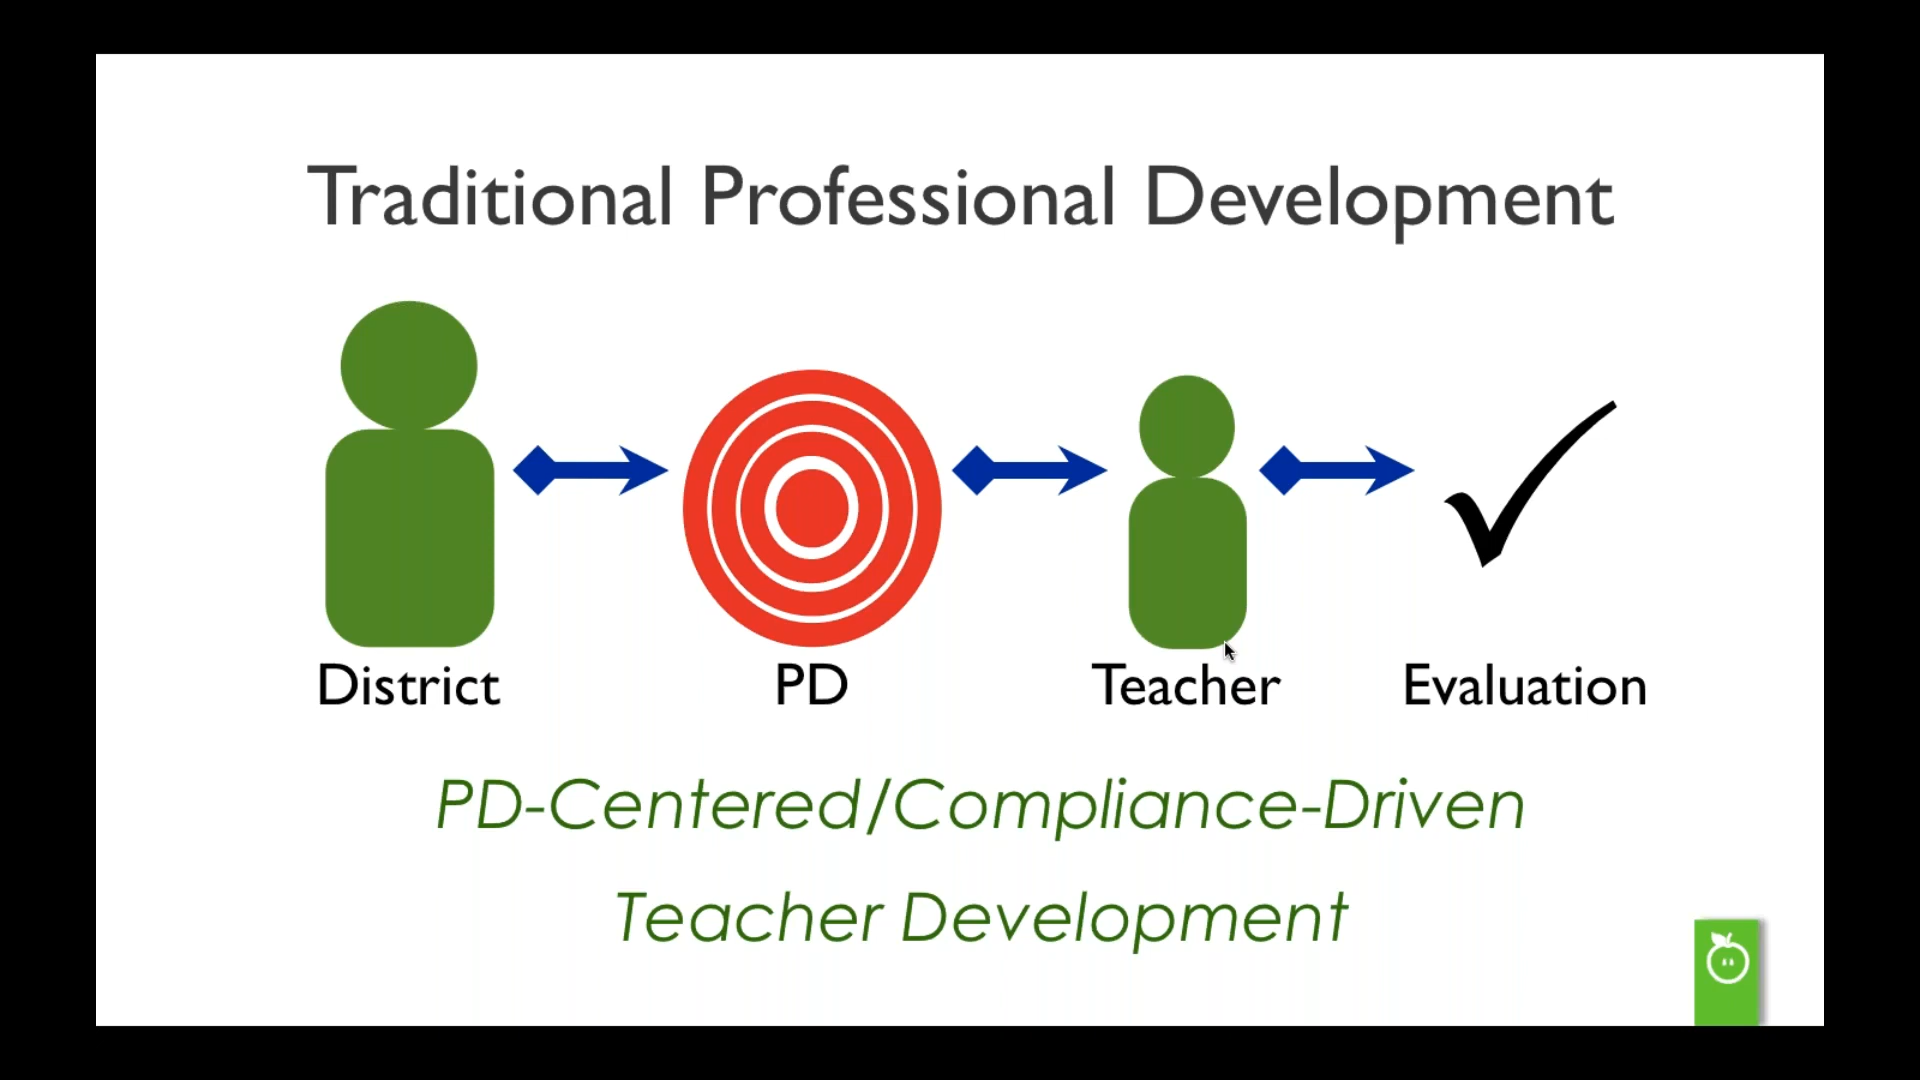 Traditional Professional Development
District PD Teacher Evaluation
PD-Centered/Compliance-Driven
Teacher Development